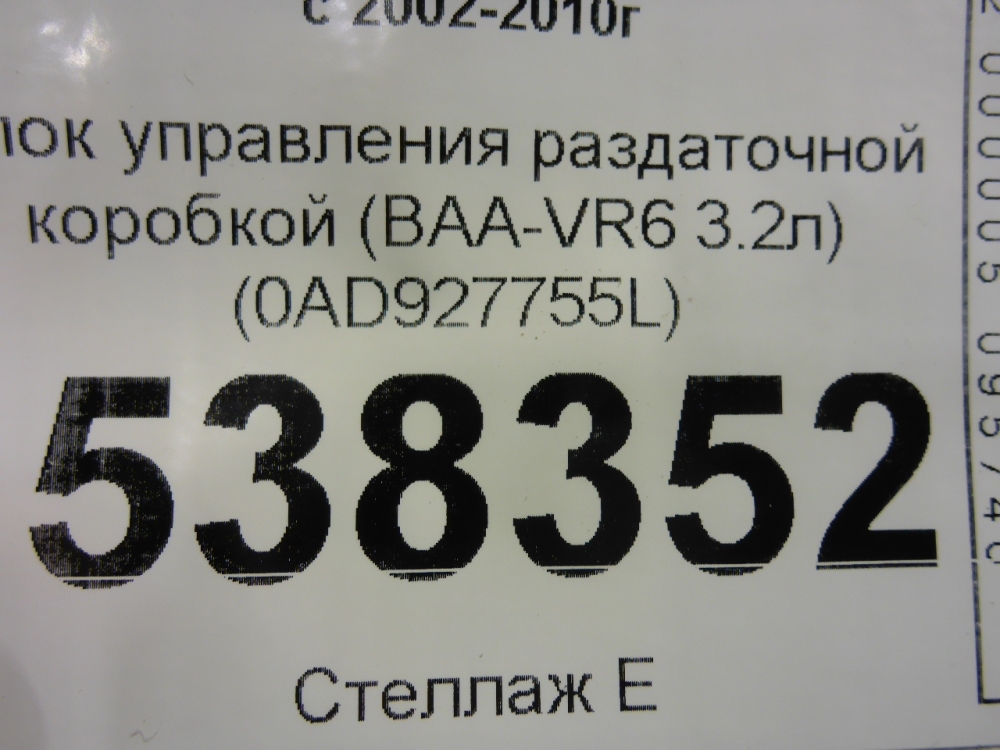 с 2002-2010г
лок управления раздаточной
коробкой (BAA-VR6 3.2л)
(0AD927755L)
538352
Стеллаж Е